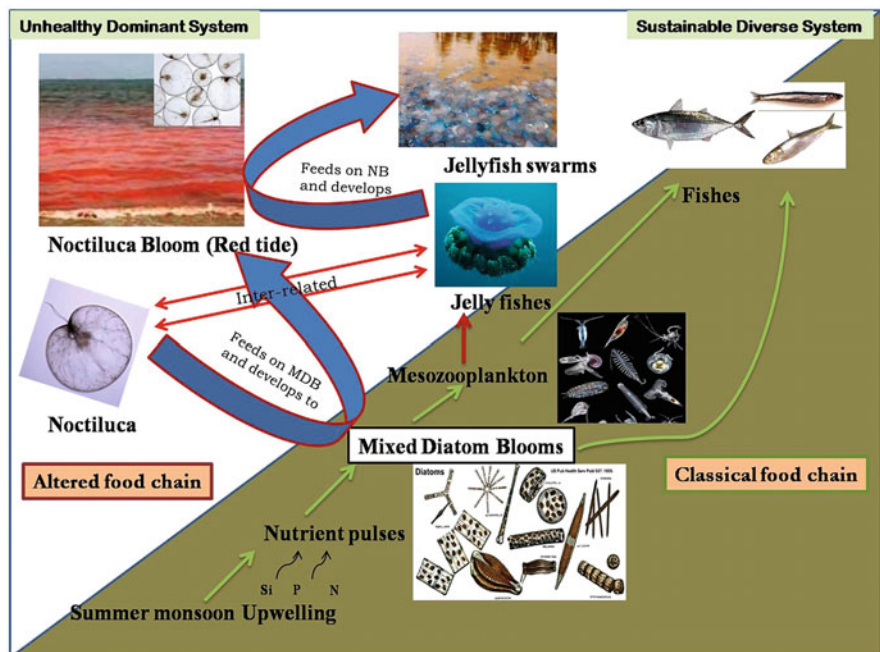 Unhealthy Dominant System
Sustainable Diverse System
Feeds on NB
and develops
Jellyfish swarms
Fishes
Noctiluca Bloom (Red tide)
Inter-related
Jelly fishes
Feeds on MDB
and develops to
Mesozooplankton
Noctiluca
Mixed Diatom Blooms
Altered food chain
Classical food chain
Diatoms
Nutrient pulses
Si P N
Summer monsoon Upwelling